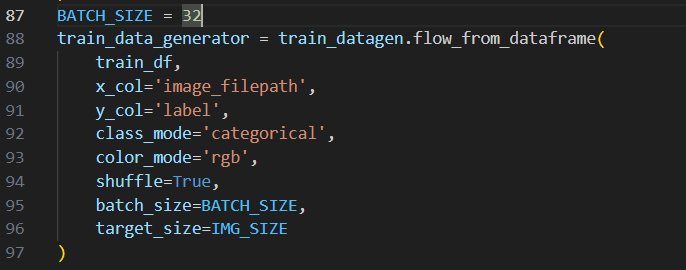 87 BATCH_SIZE = 32
88 train_data_generator = train_datagen.flow_from_dataframe(
89     train_df,
90     x_col='image_filepath',
91     y_col='label',
92     class_mode='categorical',
93     color_mode='rgb',
94     shuffle=True,
95     batch_size=BATCH_SIZE,
96     target_size=IMG_SIZE
97 )